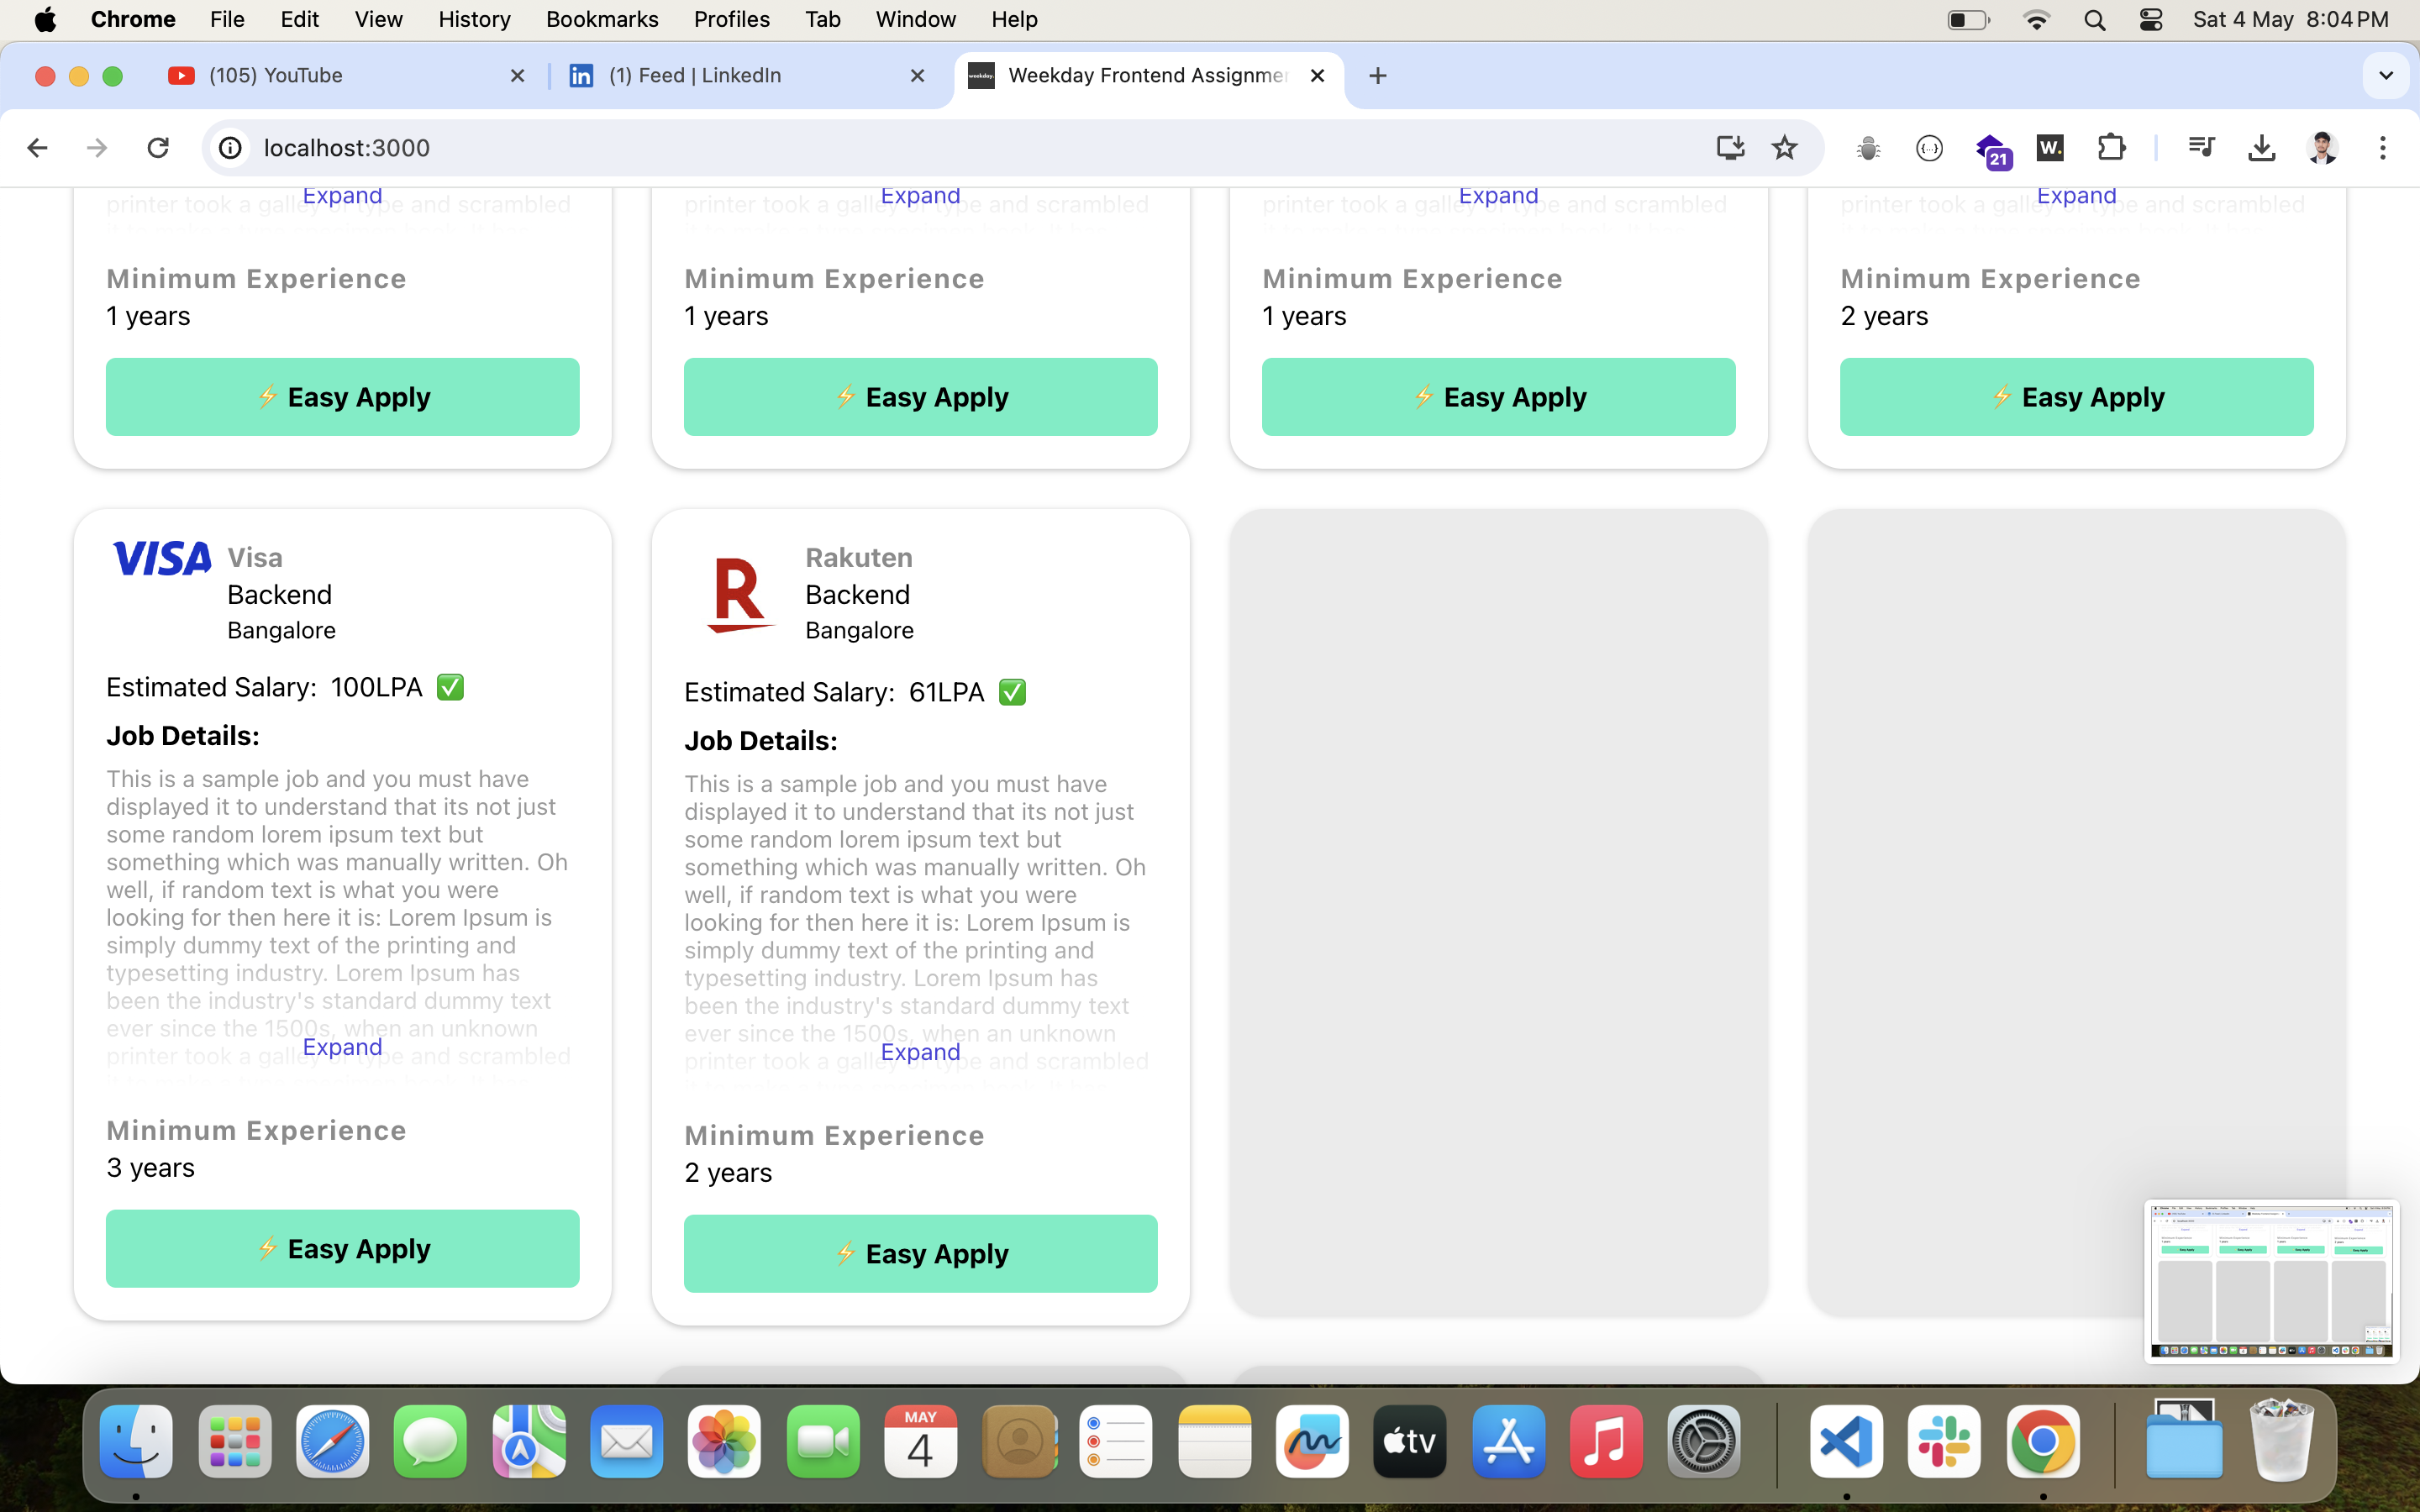 Chrome File Edit View History Bookmarks Profiles Tab Window Help Sat 4 May 8:04 PM
(105) YouTube
(1) Feed | LinkedIn
weekday.
Weekday Frontend Assignmen
localhost:3000
{...}
21
W.
Expand Expand Expand Expand
printer took a galley of type and scrambled
printer took a galley of type and scrambled
printer took a galley of type and scrambled
printer took a galley of type and scrambled
Minimum Experience
1 years
⚡ Easy Apply
Minimum Experience
1 years
⚡ Easy Apply
Minimum Experience
1 years
⚡ Easy Apply
Minimum Experience
2 years
⚡ Easy Apply
VISA
Visa
Backend
Bangalore
Estimated Salary: 100LPA ✅
Job Details:
This is a sample job and you must have
displayed it to understand that its not just
some random lorem ipsum text but
something which was manually written. Oh
well, if random text is what you were
looking for then here it is: Lorem Ipsum is
simply dummy text of the printing and
typesetting industry. Lorem Ipsum has
been the industry's standard dummy text
ever since the 1500s, when an unknown
printer took a galley of type and scrambled
Expand
Minimum Experience
3 years
⚡ Easy Apply
R
Rakuten
Backend
Bangalore
Estimated Salary: 61LPA ✅
Job Details:
This is a sample job and you must have
displayed it to understand that its not just
some random lorem ipsum text but
something which was manually written. Oh
well, if random text is what you were
looking for then here it is: Lorem Ipsum is
simply dummy text of the printing and
typesetting industry. Lorem Ipsum has
been the industry's standard dummy text
ever since the 1500s, when an unknown
printer took a galley of type and scrambled
Expand
Minimum Experience
2 years
⚡ Easy Apply
MAY
4
tv